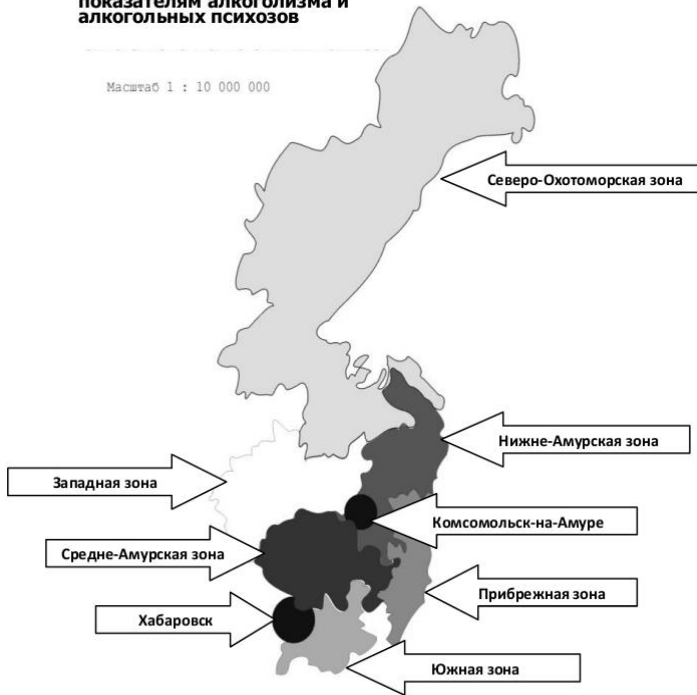 показателям алкоголизма и
алкогольных психозов
Масштаб 1 : 10 000 000
Северо-Охотоморская зона
Нижне-Амурская зона
Западная зона
Комсомольск-на-Амуре
Средне-Амурская зона
Прибрежная зона
Хабаровск
Южная зона